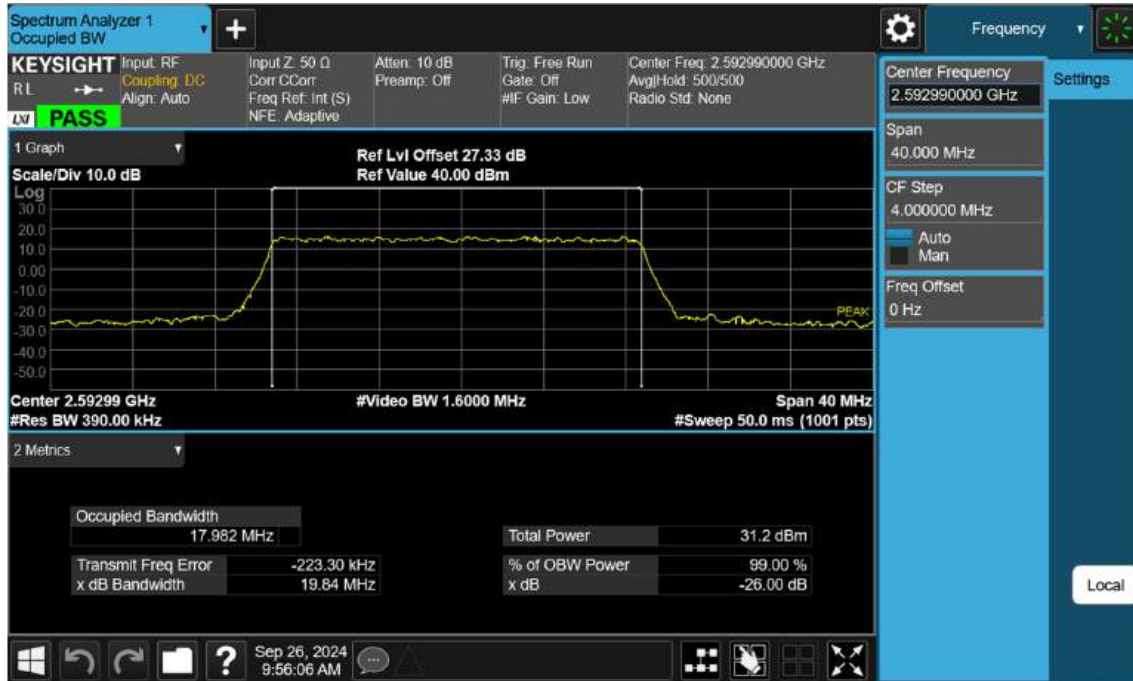 Spectrum Analyzer 1
Occupied BW
Frequency
KEYSIGHT
RL
LXI PASS
Input: RF
Coupling: DC
Align: Auto
Input Z: 50 Ω
Corr CCorr
Freq Ref: Int (S)
NFE: Adaptive
Atten: 10 dB
Preamp: Off
Trig: Free Run
Gate: Off
#IF Gain: Low
Center Freq: 2.592990000 GHz
Avg|Hold: 500/500
Radio Std: None
Center Frequency
2.592990000 GHz
Settings
Span
40.000 MHz
CF Step
4.000000 MHz
Auto
Man
Freq Offset
0 Hz
Local
1 Graph
Scale/Div 10.0 dB
Ref Lvl Offset 27.33 dB
Ref Value 40.00 dBm
Log
30.0
20.0
10.0
0.00
-10.0
-20.0
-30.0
-40.0
-50.0
PEAK
Center 2.59299 GHz
#Video BW 1.6000 MHz
Span 40 MHz
#Res BW 390.00 kHz
#Sweep 50.0 ms (1001 pts)
2 Metrics
Occupied Bandwidth
17.982 MHz
Total Power 31.2 dBm
Transmit Freq Error -223.30 kHz
% of OBW Power 99.00 %
x dB Bandwidth 19.84 MHz
x dB -26.00 dB
?
Sep 26, 2024
9:56:06 AM